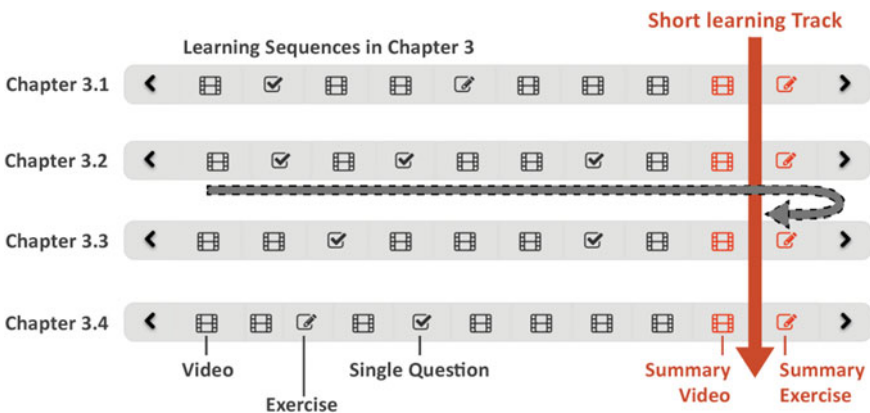 Short learning Track
Learning Sequences in Chapter 3
Chapter 3.1
Chapter 3.2
Chapter 3.3
Chapter 3.4
Video
Exercise
Single Question
Summary
Video
Summary
Exercise